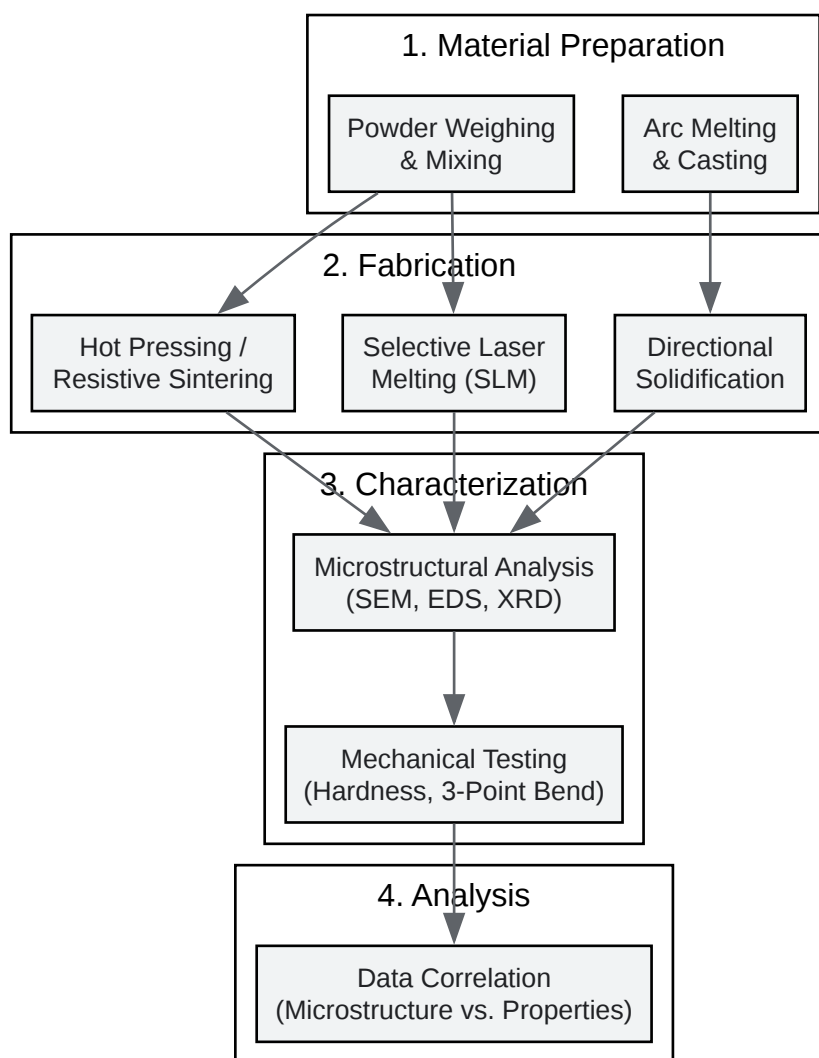 1. Material Preparation
Powder Weighing
& Mixing
Arc Melting
& Casting
2. Fabrication
Hot Pressing /
Resistive Sintering
Selective Laser
Melting (SLM)
Directional
Solidification
3. Characterization
Microstructural Analysis
(SEM, EDS, XRD)
Mechanical Testing
(Hardness, 3-Point Bend)
4. Analysis
Data Correlation
(Microstructure vs. Properties)